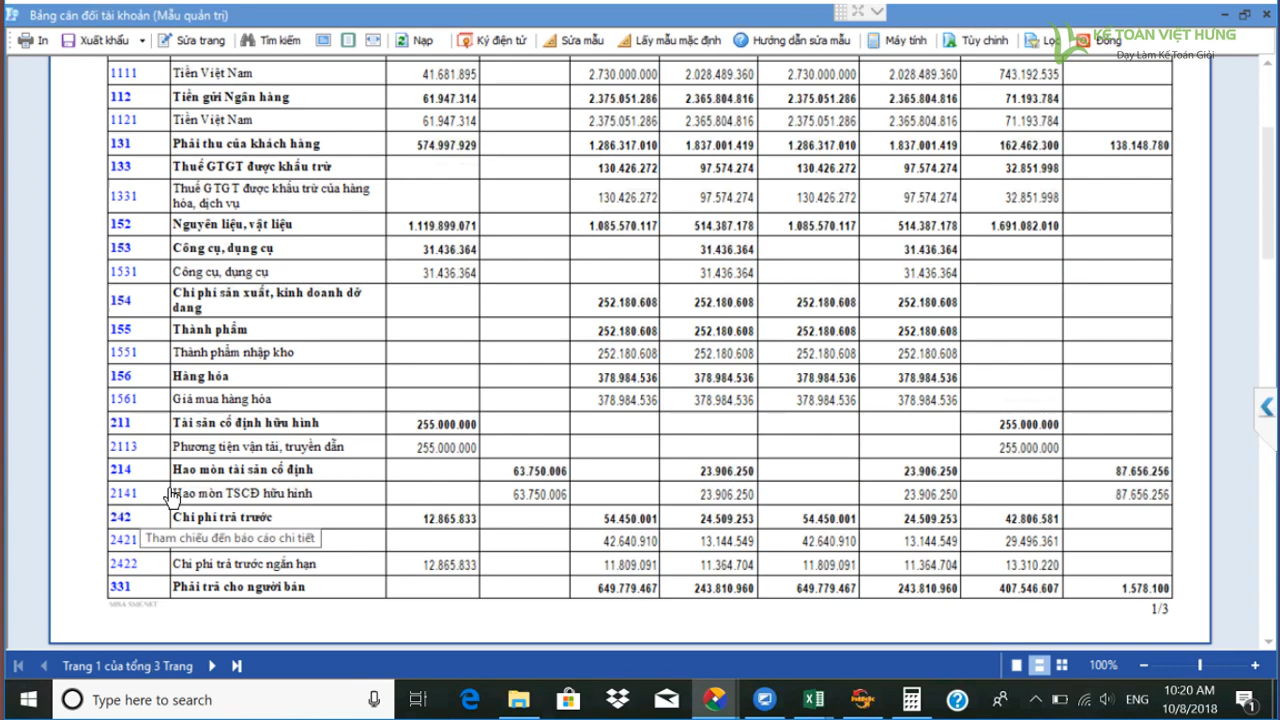 Bảng cân đối tài khoản (Mẫu quản trị)
In Xuất khẩu Sửa trang Tìm kiếm Nạp Ký điện tử Sửa mẫu Lấy mẫu mặc định Hướng dẫn sửa mẫu Máy tính Tùy chỉnh Lọc Đóng
KẾ TOÁN VIỆT HƯNG
Dạy Làm Kế Toán Giỏi
1111 Tiền Việt Nam 41.681.895 2.730.000.000 2.028.489.360 2.730.000.000 2.028.489.360 743.192.535
112 Tiền gửi Ngân hàng 61.947.314 2.375.051.286 2.365.804.816 2.375.051.286 2.365.804.816 71.193.784
1121 Tiền Việt Nam 61.947.314 2.375.051.286 2.365.804.816 2.375.051.286 2.365.804.816 71.193.784
131 Phải thu của khách hàng 574.997.929 1.286.317.010 1.837.001.419 1.286.317.010 1.837.001.419 162.462.300 138.148.780
133 Thuế GTGT được khấu trừ 130.426.272 97.574.274 130.426.272 97.574.274 32.851.998
1331 Thuế GTGT được khấu trừ của hàng hóa, dịch vụ 130.426.272 97.574.274 130.426.272 97.574.274 32.851.998
152 Nguyên liệu, vật liệu 1.119.899.071 1.085.570.117 514.387.178 1.085.570.117 514.387.178 1.691.082.010
153 Công cụ, dụng cụ 31.436.364 31.436.364 31.436.364
1531 Công cụ, dụng cụ 31.436.364 31.436.364 31.436.364
154 Chi phí sản xuất, kinh doanh dở dang 252.180.608 252.180.608 252.180.608 252.180.608
155 Thành phẩm 252.180.608 252.180.608 252.180.608 252.180.608
1551 Thành phẩm nhập kho 252.180.608 252.180.608 252.180.608 252.180.608
156 Hàng hóa 378.984.536 378.984.536 378.984.536 378.984.536
1561 Giá mua hàng hóa 378.984.536 378.984.536 378.984.536 378.984.536
211 Tài sản cố định hữu hình 255.000.000 255.000.000
2113 Phương tiện vận tải, truyền dẫn 255.000.000 255.000.000
214 Hao mòn tài sản cố định 63.750.006 23.906.250 23.906.250 87.656.256
2141 Hao mòn TSCĐ hữu hình 63.750.006 23.906.250 23.906.250 87.656.256
242 Chi phí trả trước 12.865.833 54.450.001 24.509.253 54.450.001 24.509.253 42.806.581
2421 Tham chiếu đến báo cáo chi tiết 42.640.910 13.144.549 42.640.910 13.144.549 29.496.361
2422 Chi phí trả trước ngắn hạn 12.865.833 11.809.091 11.364.704 11.809.091 11.364.704 13.310.220
331 Phải trả cho người bán 649.779.467 243.810.960 649.779.467 243.810.960 407.546.607 1.578.100
MISA SME.NET 1/3
Trang 1 của tổng 3 Trang 100%
Type here to search ENG 10:20 AM
10/8/2018